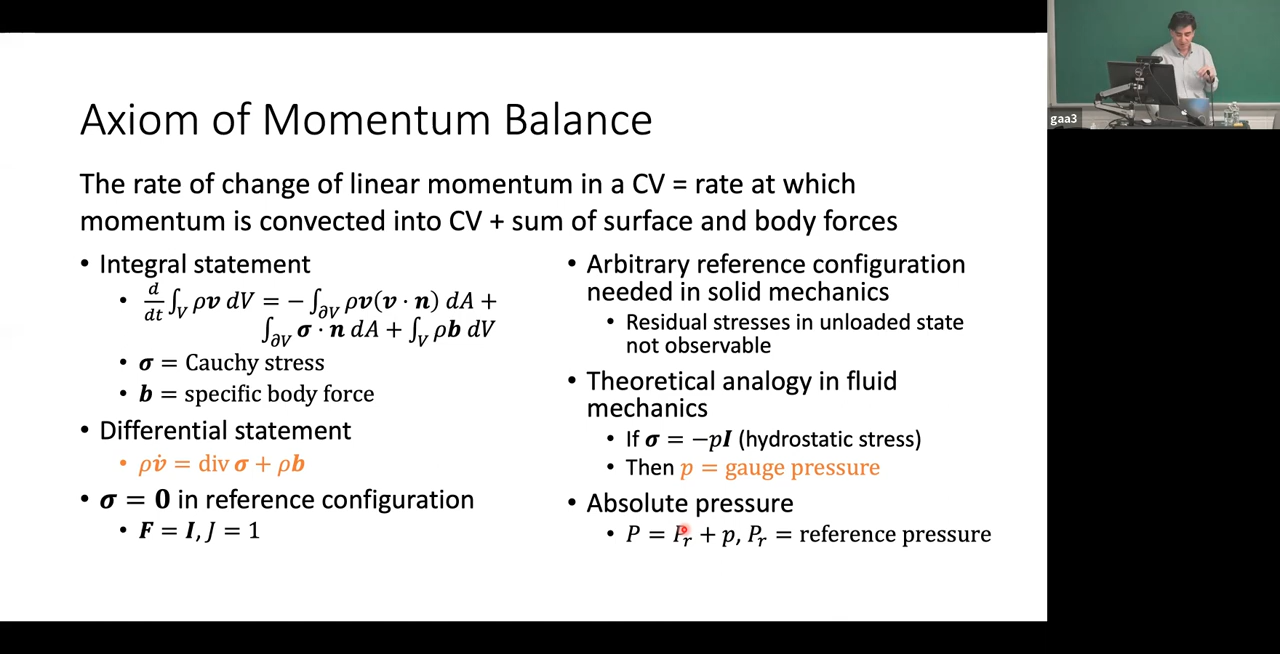 Axiom of Momentum Balance
The rate of change of linear momentum in a CV = rate at which
momentum is convected into CV + sum of surface and body forces
• Integral statement
• d/dt ∫_V ρ𝒗 dV = − ∫_∂V ρ𝒗(𝒗 · 𝒏) dA +
∫_∂V 𝝈 · 𝒏 dA + ∫_V ρ𝒃 dV
• 𝝈 = Cauchy stress
• 𝒃 = specific body force
• Differential statement
• ρ𝒗̇ = div 𝝈 + ρ𝒃
• 𝝈 = 𝟎 in reference configuration
• 𝑭 = 𝑰, J = 1
• Arbitrary reference configuration
needed in solid mechanics
• Residual stresses in unloaded state
not observable
• Theoretical analogy in fluid
mechanics
• If 𝝈 = −p𝑰 (hydrostatic stress)
• Then p = gauge pressure
• Absolute pressure
• P = P_r + p, P_r = reference pressure
gaa3